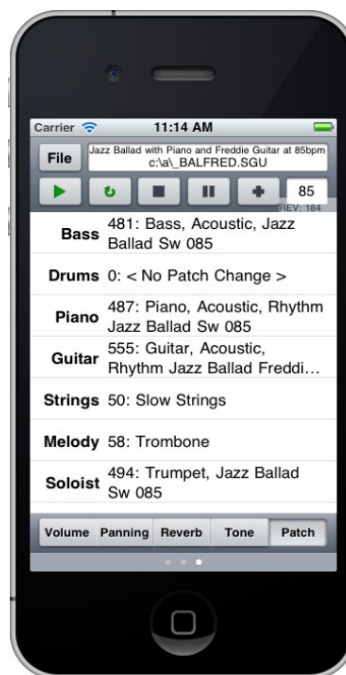 Carrier 11:14 AM
File
Jazz Ballad with Piano and Freddie Guitar at 85bpm
c:\a\_BALFRED.SGU
85
REV: 184
Bass 481: Bass, Acoustic, Jazz
Ballad Sw 085
Drums 0: < No Patch Change >
Piano 487: Piano, Acoustic, Rhythm
Jazz Ballad Sw 085
Guitar 555: Guitar, Acoustic,
Rhythm Jazz Ballad Freddi...
Strings 50: Slow Strings
Melody 58: Trombone
Soloist 494: Trumpet, Jazz Ballad
Sw 085
Volume Panning Reverb Tone Patch